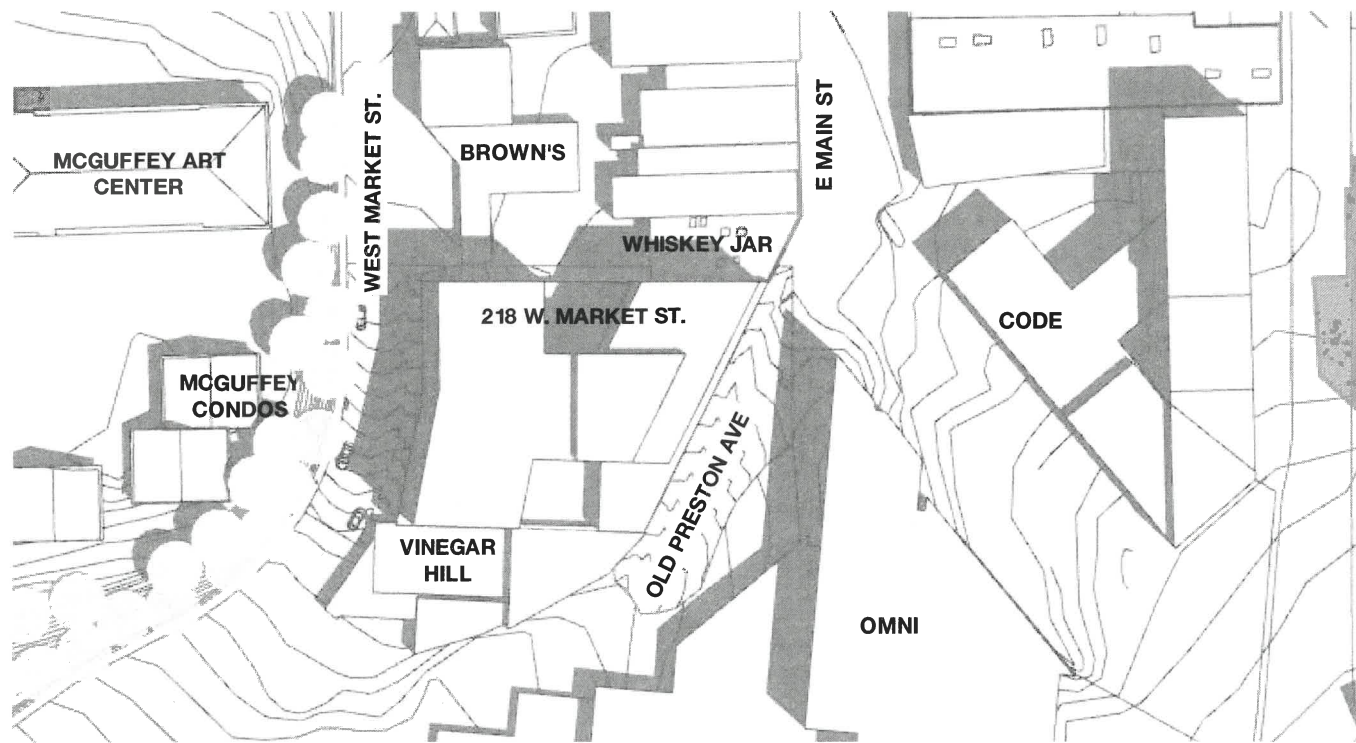 MCGUFFEY ART
CENTER
WEST MARKET ST.
BROWN'S
E MAIN ST
WHISKEY JAR
218 W. MARKET ST.
CODE
MCGUFFEY
CONDOS
OLD PRESTON AVE
VINEGAR
HILL
OMNI